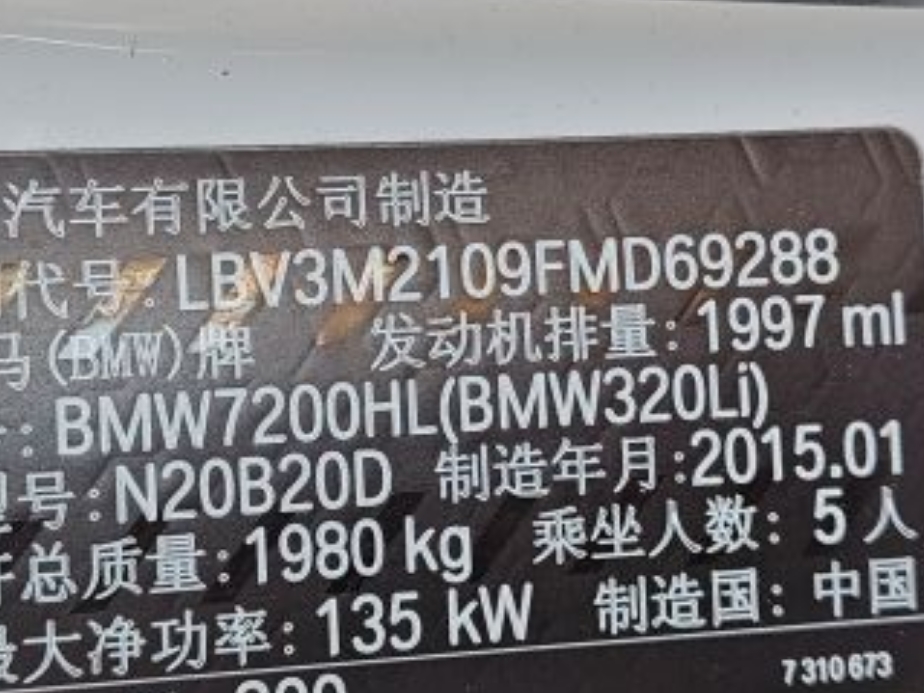 汽车有限公司制造
代号:LBV3M2109FMD69288
马(BMW)牌 发动机排量:1997 ml
:BMW7200HL(BMW320Li)
型号:N20B20D 制造年月:2015.01
许总质量:1980 kg 乘坐人数:5人
最大净功率:135 kW 制造国:中国
7310673